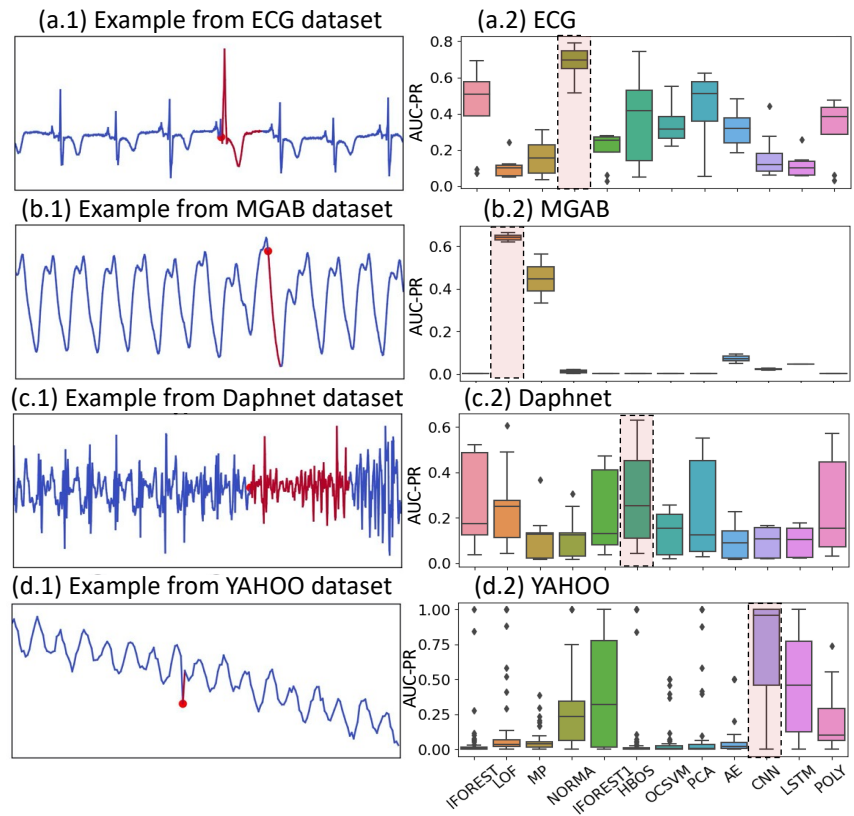 (a.1) Example from ECG dataset
(a.2) ECG
AUC-PR
0.8
0.6
0.4
0.2
0.0
(b.1) Example from MGAB dataset
(b.2) MGAB
AUC-PR
0.6
0.4
0.2
0.0
(c.1) Example from Daphnet dataset
(c.2) Daphnet
AUC-PR
0.6
0.4
0.2
0.0
(d.1) Example from YAHOO dataset
(d.2) YAHOO
AUC-PR
1.00
0.75
0.50
0.25
0.00
IFOREST
LOF
MP
NORMA
IFOREST1
HBOS
OCSVM
PCA
AE
CNN
LSTM
POLY